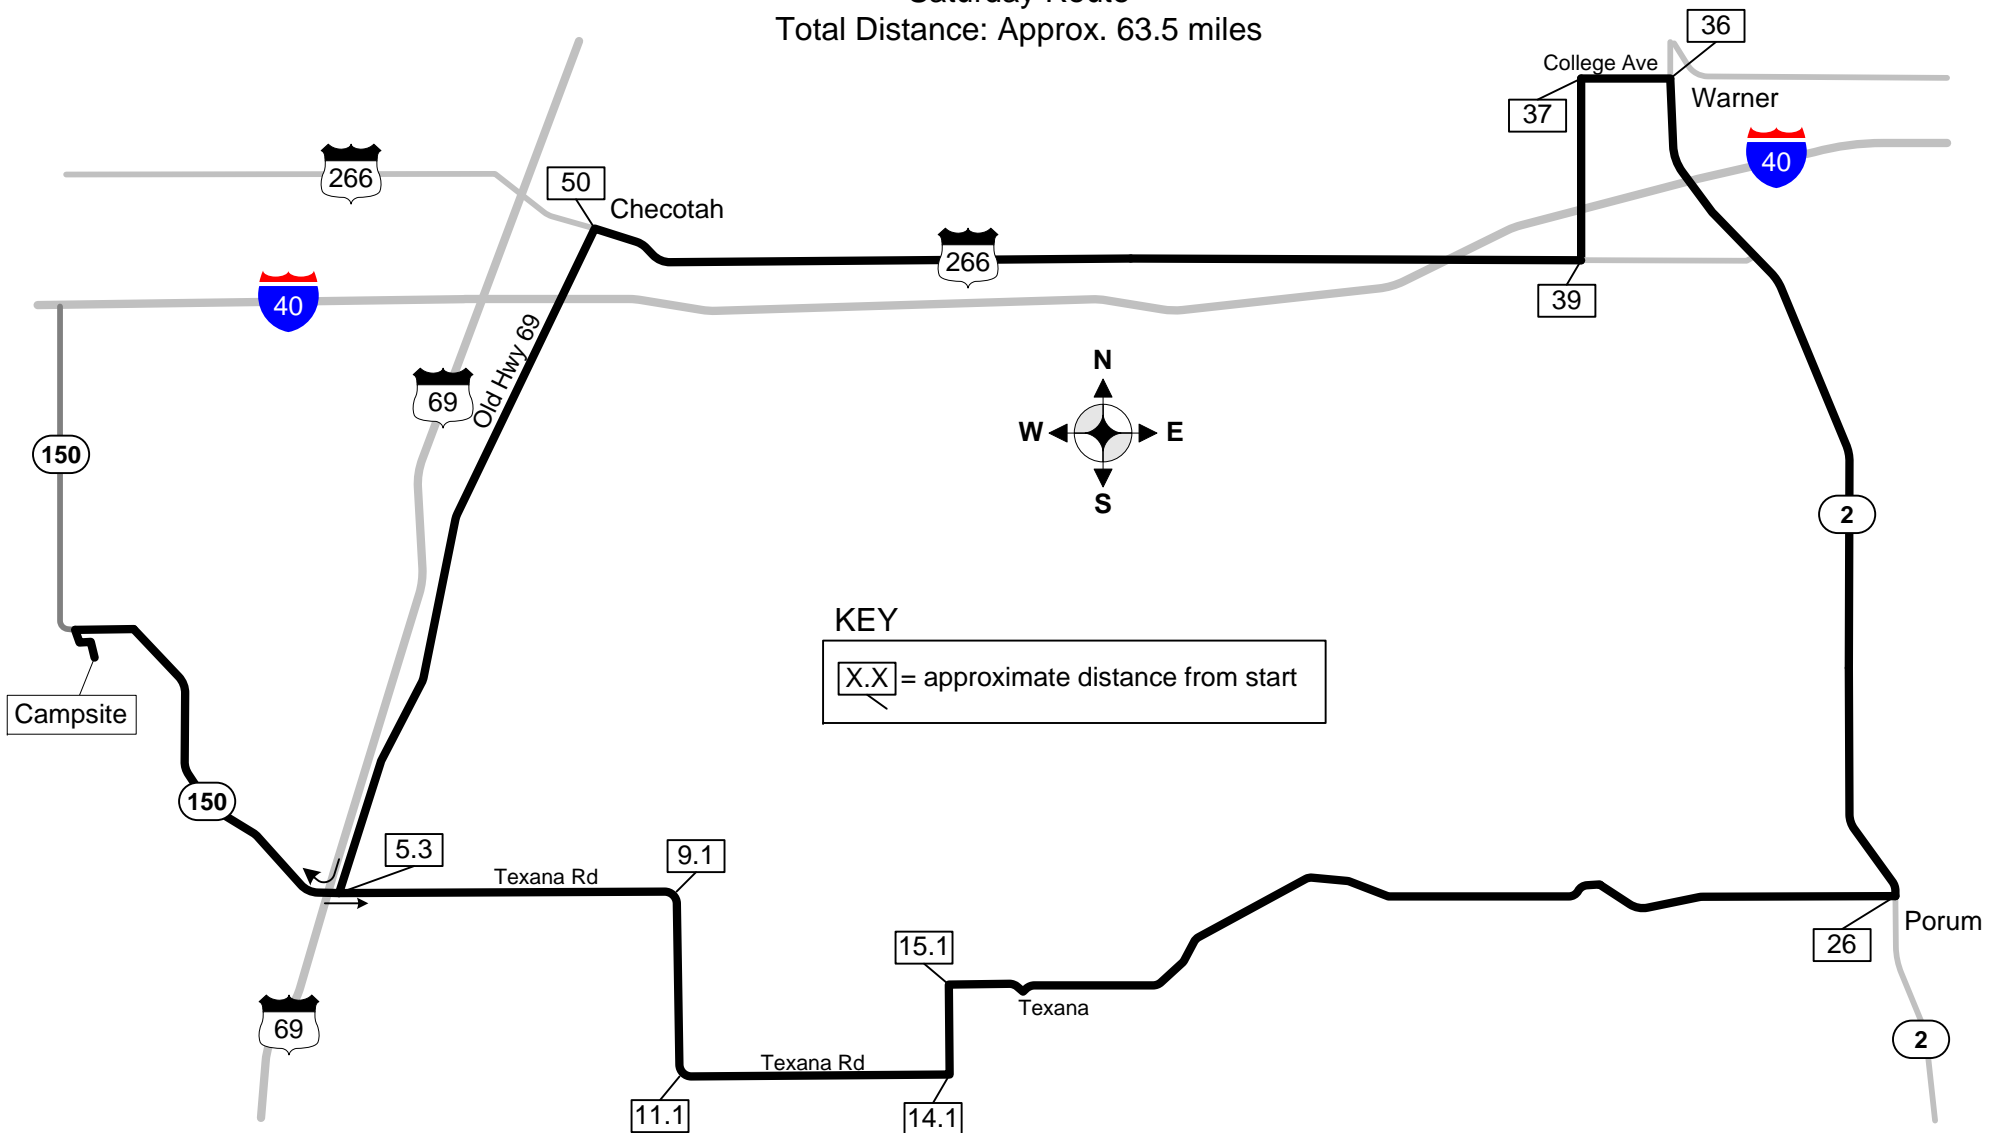 Saturday Route
Total Distance: Approx. 63.5 miles
36
College Ave
Warner
37
40
266
50
Checotah
266
39
40
Old Hwy 69
69
N
W
E
S
150
2
KEY
X.X = approximate distance from start
Campsite
150
5.3
9.1
Texana Rd
15.1
Porum
26
Texana
69
2
Texana Rd
11.1
14.1